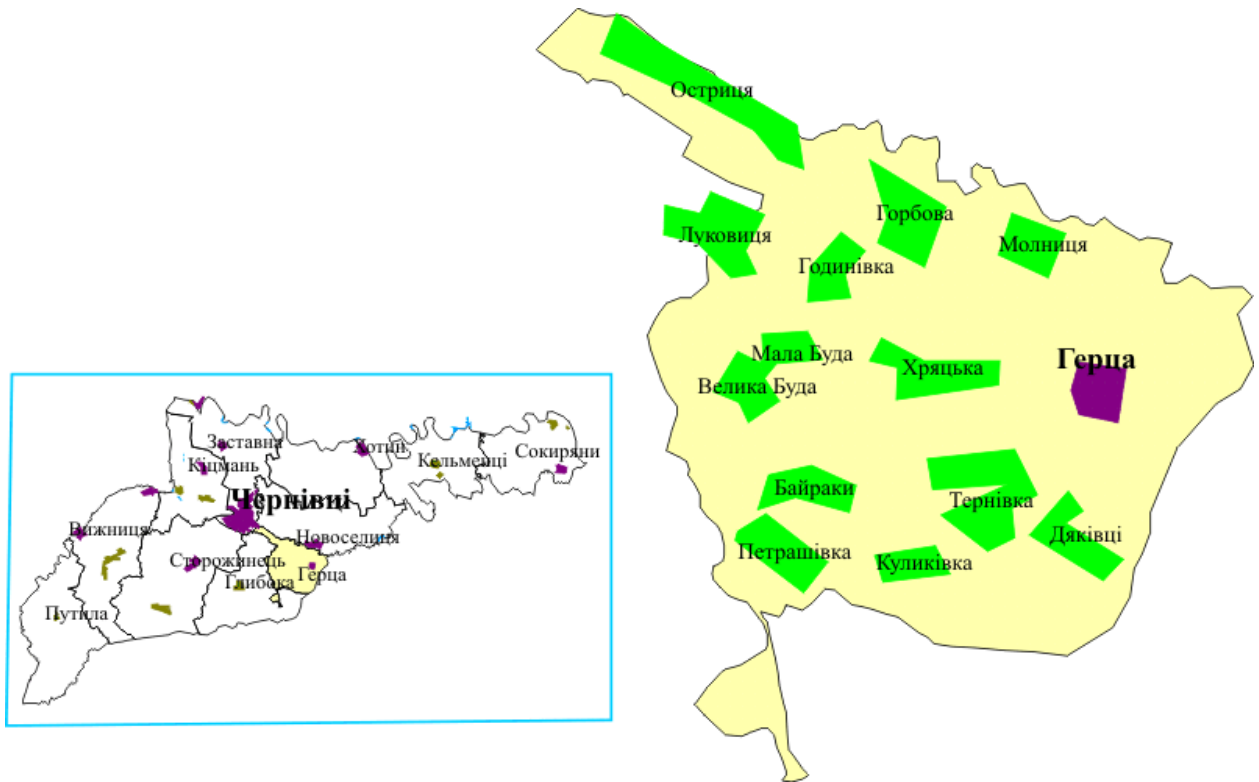 Остриця
Горбова
Луковиця
Молниця
Годинівка
Мала Буда
Герца
Хряцька
Велика Буда
Байраки
Тернівка
Петрашівка
Куликівка
Дяківці
Заставна
Хотин
Кельменці
Сокиряни
Кіцмань
Чернівці
Вижниця
Новоселиця
Сторожинець
Герца
Глибока
Путила